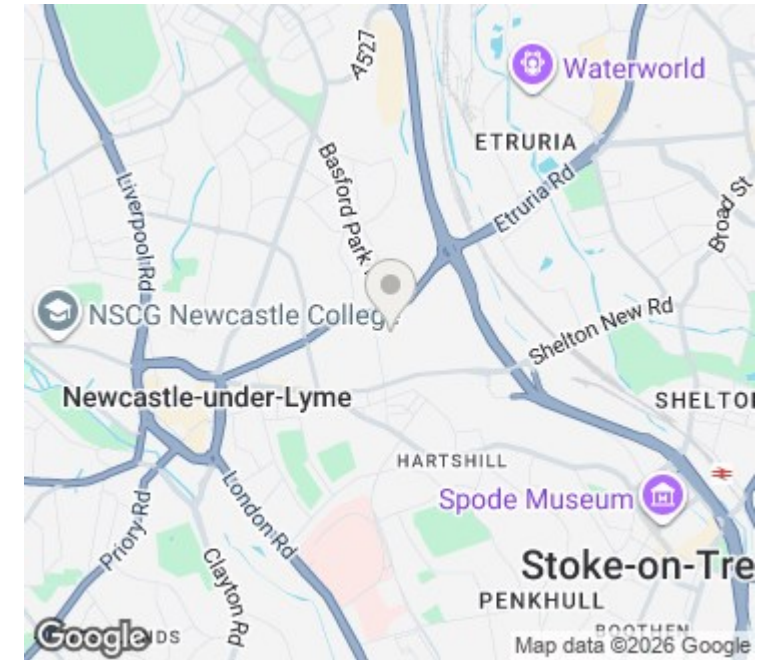 A527
Waterworld
ETRURIA
Basford Park
Etruria Rd
Broad St
Liverpool Rd
NSCG Newcastle College
Shelton New Rd
Newcastle-under-Lyme
SHELTO
HARTSHILL
Spode Museum
London Rd
Priory Rd
Clayton Rd
Stoke-on-Tre
PENKHULL
BOOTHEN
Google
NDS
Map data ©2026 Google